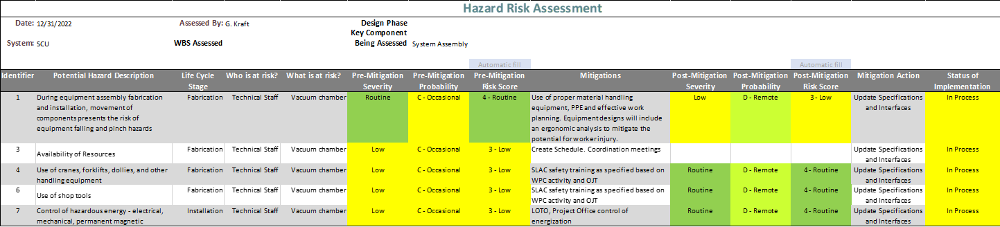 Hazard Risk Assessment
Date: 12/31/2022 Assessed By: G. Kraft Design Phase
Key Component
System: SCU WBS Assessed Being Assessed System Assembly
Automatic fill Automatic fill
Identifier Potential Hazard Description Life Cycle Who is at risk? What is at risk? Pre-Mitigation Pre-Mitigation Pre-Mitigation Mitigations Post-Mitigation Post-Mitigation Post-Mitigation Mitigation Action Status of
Stage Severity Probability Risk Score Severity Probability Risk Score Implementation
1 During equipment assembly fabrication Fabrication Technical Staff Vacuum chamber Routine C - Occasional 4 - Routine Use of proper material handling Low D - Remote 3 - Low Update Specifications In Process
and installation, movement of equipment, PPE and effective work and Interfaces
components presents the risk of planning. Equipment designs will include
equipment falling and pinch hazards an ergonomic analysis to mitigate the
potential for worker injury.
3 Availability of Resources Fabrication Technical Staff Vacuum chamber Low C - Occasional 3 - Low Create Schedule. Coordination meetings Update Specifications In Process
and Interfaces
4 Use of cranes, forklifts, dollies, and other Fabrication Technical Staff Vacuum chamber Low C - Occasional 3 - Low SLAC safety training as specified based on Routine D - Remote 4 - Routine Update Specifications In Process
handling equipment WPC activity and OJT and Interfaces
6 Use of shop tools Fabrication Technical Staff Vacuum chamber Low C - Occasional 3 - Low SLAC safety training as specified based on Routine D - Remote 4 - Routine Update Specifications In Process
WPC activity and OJT and Interfaces
7 Control of hazardous energy - electrical, Installation Technical Staff Vacuum chamber Low C - Occasional 3 - Low LOTO, Project Office control of Routine D - Remote 4 - Routine Update Specifications In Process
mechanical, permanent magnetic energization and Interfaces